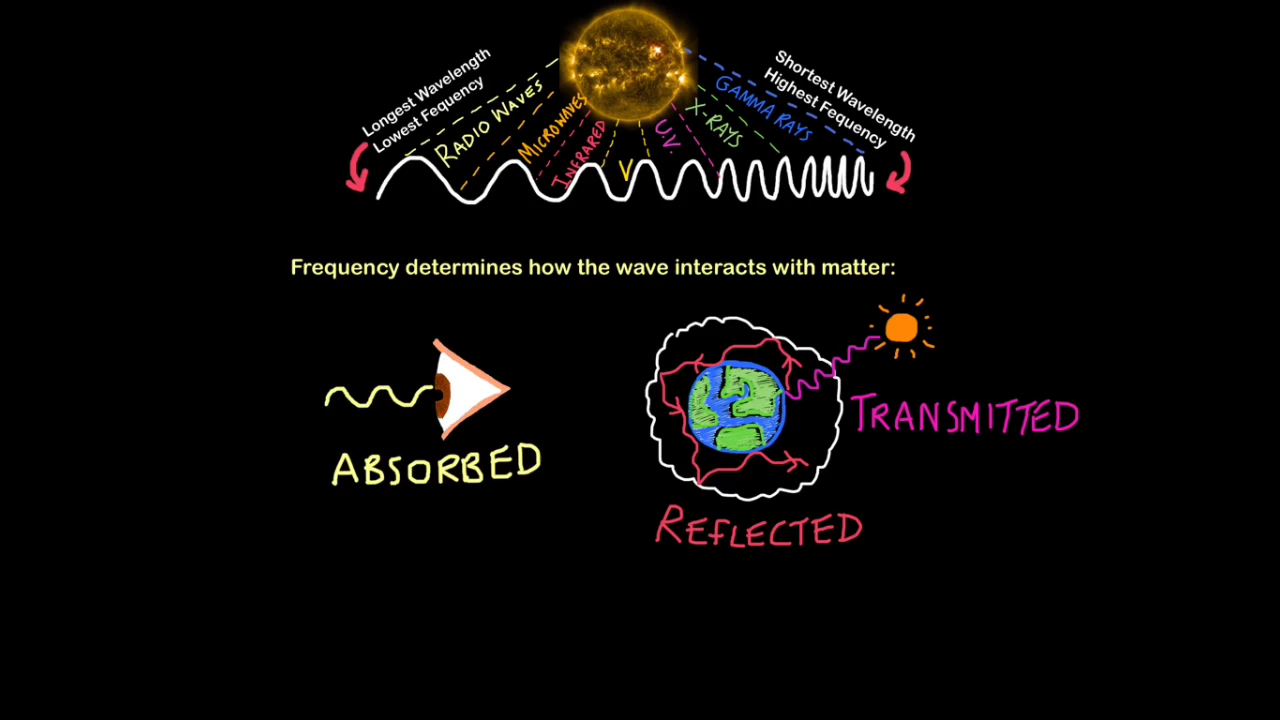 Longest Wavelength
Lowest Fequency
RADIO WAVES
MICROWAVES
INFRARED
V
U.V.
X-RAYS
GAMMA RAYS
Shortest Wavelength
Highest Frequency
Frequency determines how the wave interacts with matter:
ABSORBED
TRANSMITTED
REFLECTED